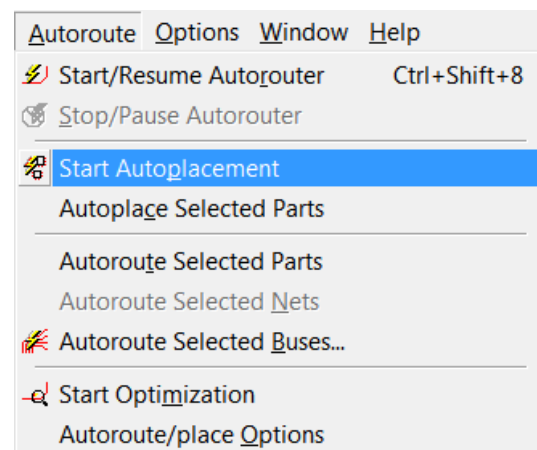 Autoroute Options Window Help
Start/Resume Autorouter Ctrl+Shift+8
Stop/Pause Autorouter
Start Autoplacement
Autoplace Selected Parts
Autoroute Selected Parts
Autoroute Selected Nets
Autoroute Selected Buses...
Start Optimization
Autoroute/place Options